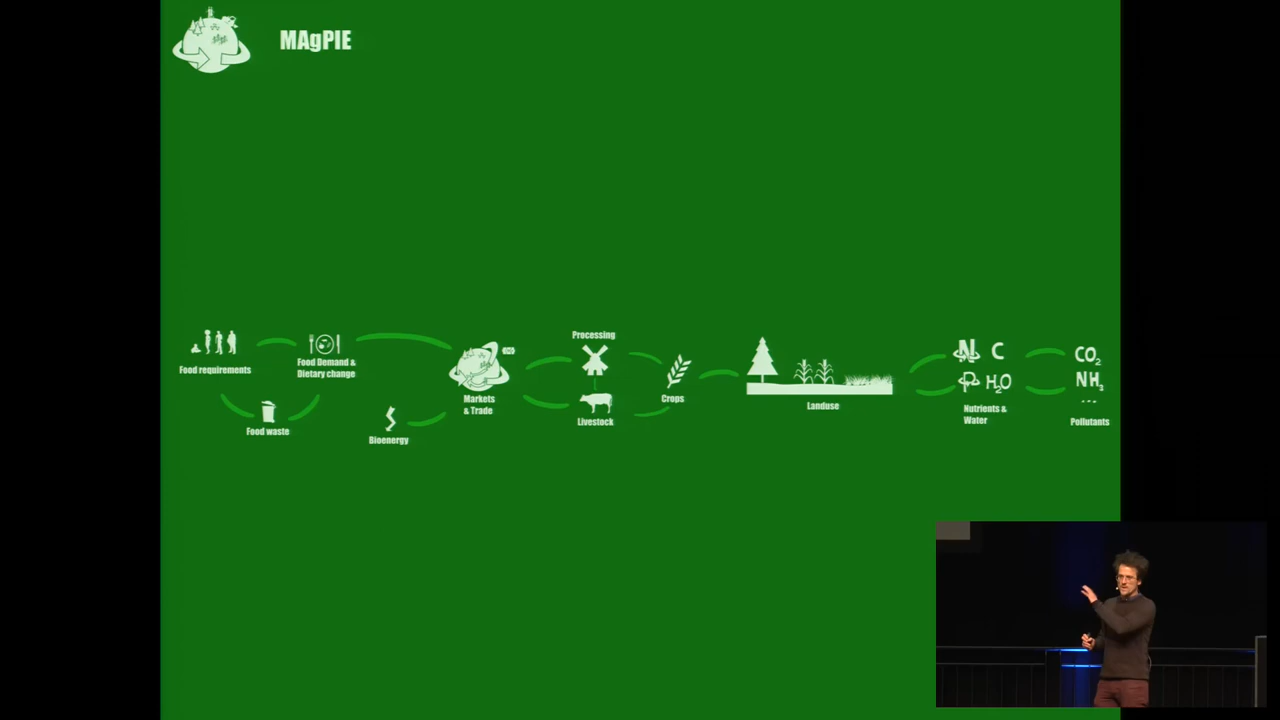 MAgPIE
Processing
N C
CO2
Food Demand &
Dietary change
Food requirements
P H2O
NH3
...
Markets
& Trade
Crops
Landuse
Nutrients &
Water
Livestock
Pollutants
Food waste
Bioenergy